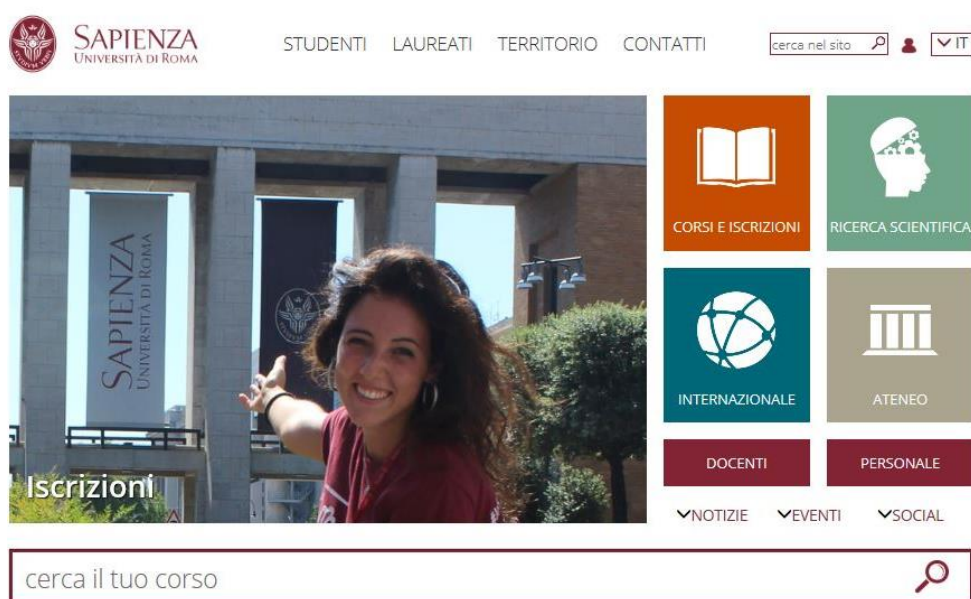 SAPIENZA
UNIVERSITÀ DI ROMA
STUDENTI LAUREATI TERRITORIO CONTATTI
cerca nel sito
IT
SAPIENZA
UNIVERSITÀ DI ROMA
Iscrizioni
CORSI E ISCRIZIONI
RICERCA SCIENTIFICA
INTERNAZIONALE
ATENEO
DOCENTI
PERSONALE
NOTIZIE EVENTI SOCIAL
cerca il tuo corso